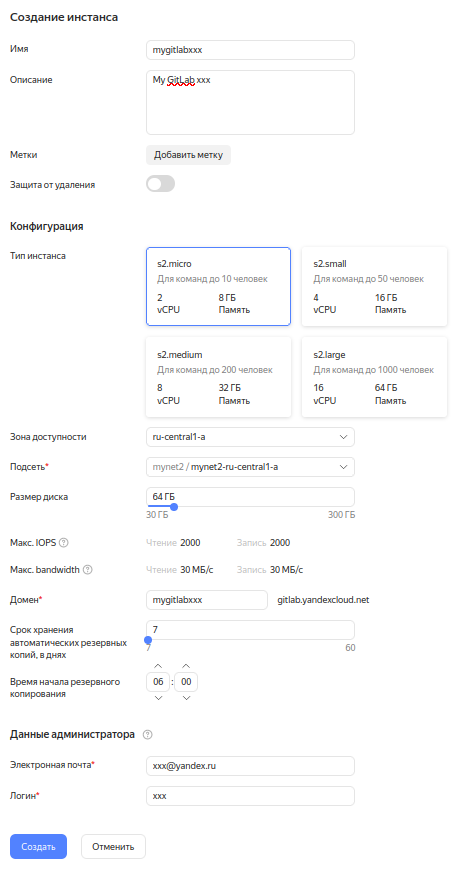 Создание инстанса
Имя
mygitlabxxx
Описание
My GitLab xxx
Метки
Добавить метку
Защита от удаления
Конфигурация
Тип инстанса
s2.micro
Для команд до 10 человек
2 8 ГБ
vCPU Память
s2.small
Для команд до 50 человек
4 16 ГБ
vCPU Память
s2.medium
Для команд до 200 человек
8 32 ГБ
vCPU Память
s2.large
Для команд до 1000 человек
16 64 ГБ
vCPU Память
Зона доступности
ru-central1-a
Подсеть*
mynet2 / mynet2-ru-central1-a
Размер диска
64 ГБ
30 ГБ 300 ГБ
Макс. IOPS ? Чтение 2000 Запись 2000
Макс. bandwidth ? Чтение 30 МБ/с Запись 30 МБ/с
Домен* mygitlabxxx gitlab.yandexcloud.net
Срок хранения
автоматических резервных
копий, в днях
7
7 60
Время начала резервного
копирования
06 : 00
Данные администратора ?
Электронная почта*
xxx@yandex.ru
Логин*
xxx
Создать Отменить